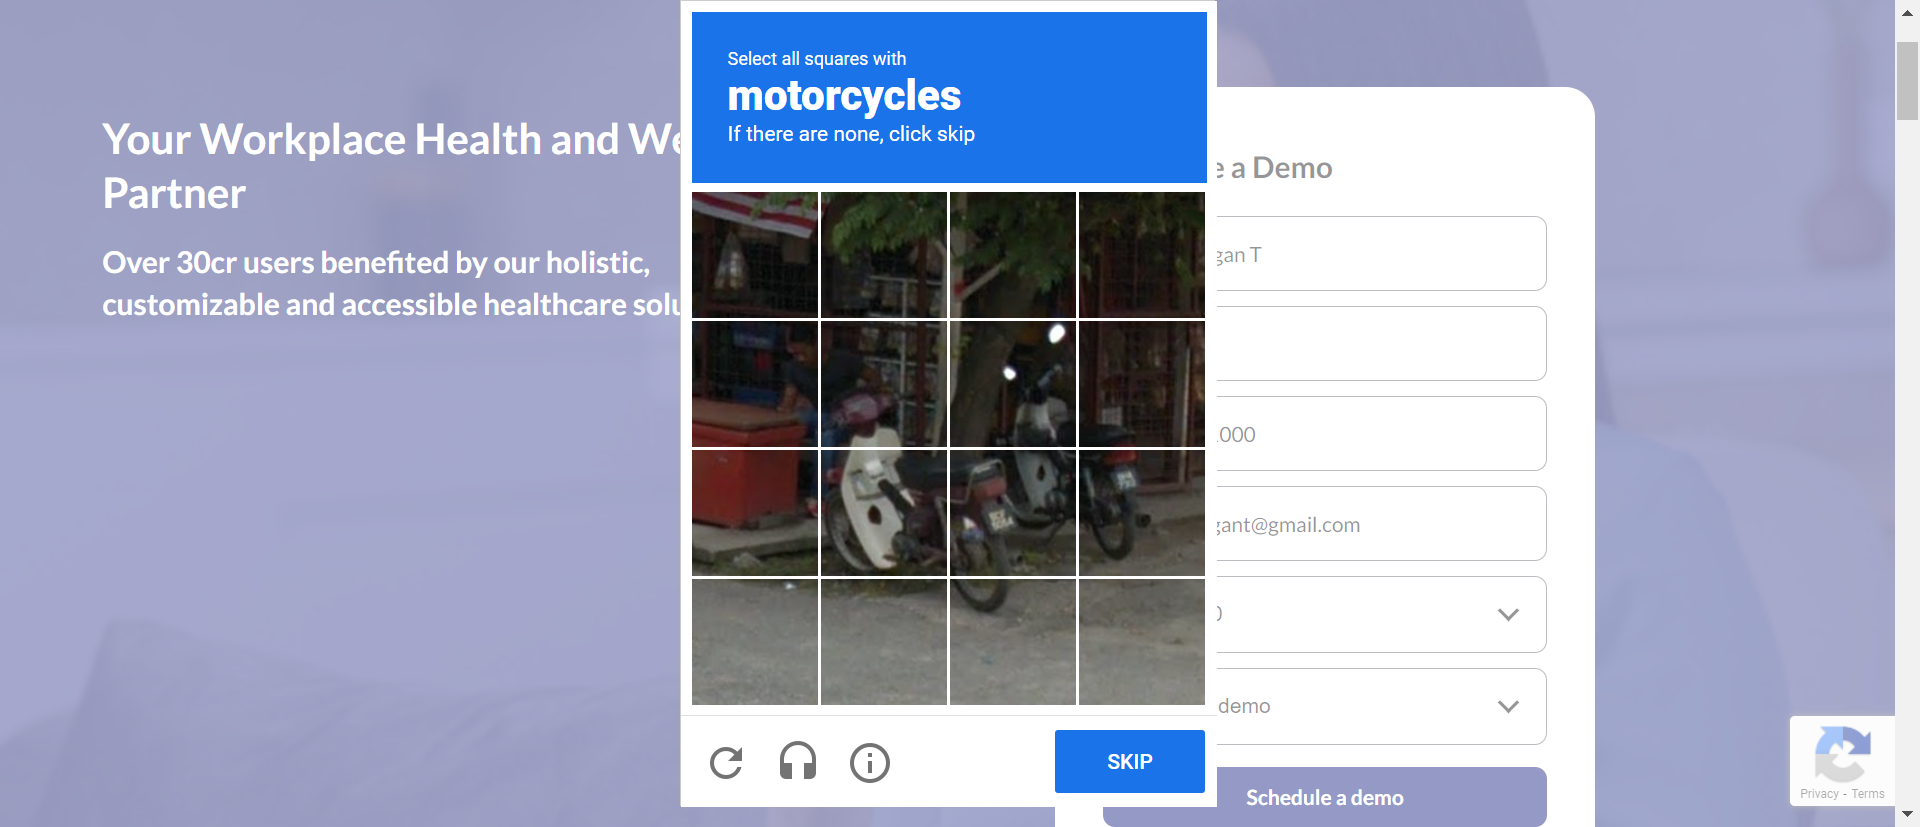 Your Workplace Health and We
Partner
Over 30cr users benefited by our holistic,
customizable and accessible healthcare solu
Select all squares with
motorcycles
If there are none, click skip
SKIP
e a Demo
gan T
1000
gant@gmail.com
0
demo
Schedule a demo
Privacy - Terms